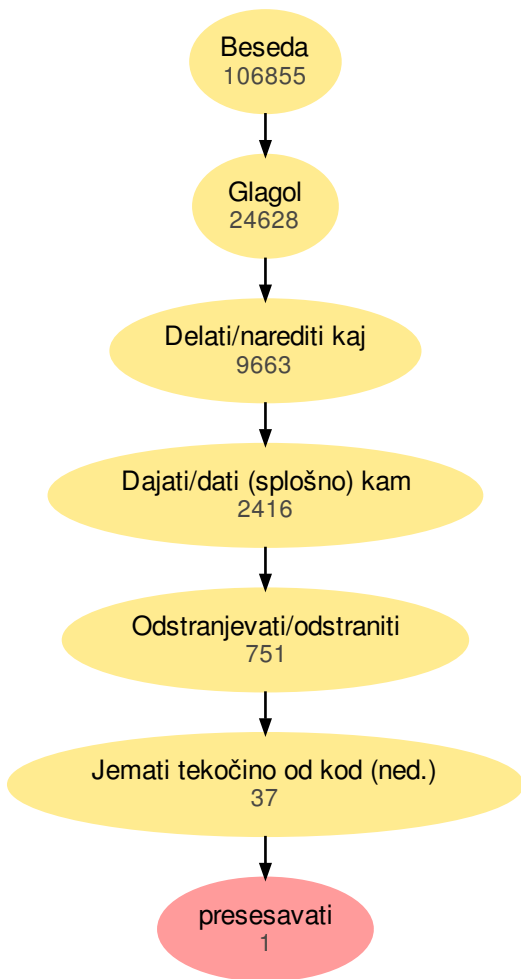 Beseda
106855
Glagol
24628
Delati/narediti kaj
9663
Dajati/dati (splošno) kam
2416
Odstranjevati/odstraniti
751
Jemati tekočino od kod (ned.)
37
presesavati
1